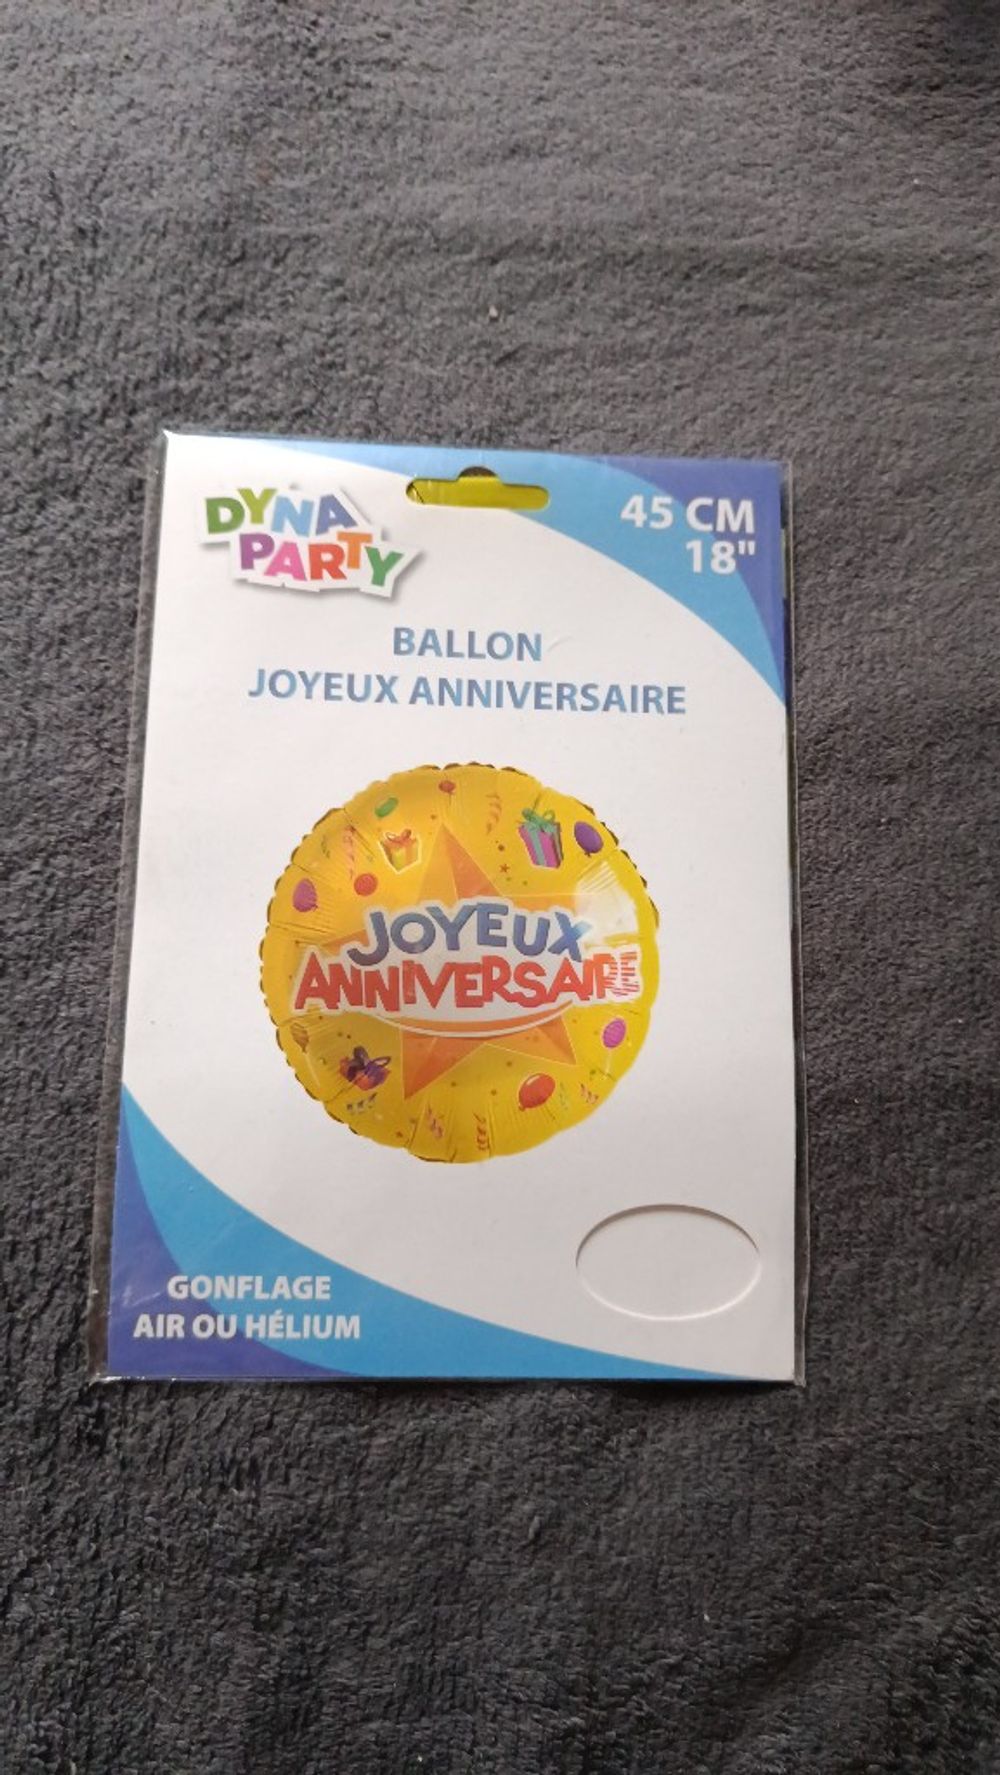 DYNA
PARTY
45 CM
18"
BALLON
JOYEUX ANNIVERSAIRE
JOYEUX
ANNIVERSAIRE
GONFLAGE
AIR OU HÉLIUM